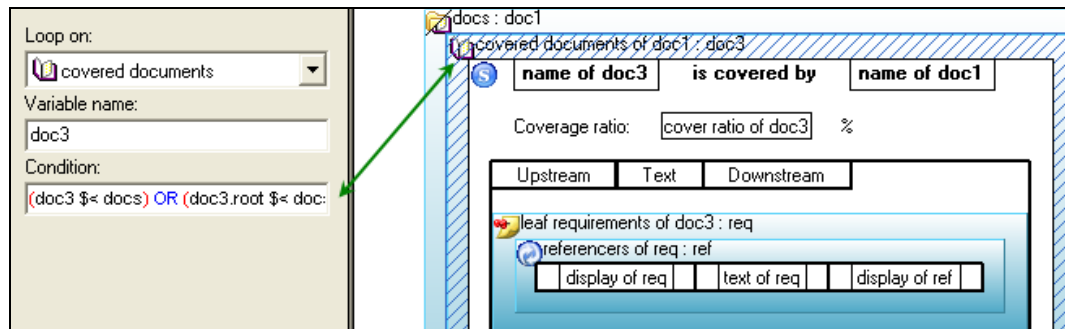 Loop on:
covered documents
Variable name:
doc3
Condition:
(doc3 $< docs) OR (doc3.root $< doc
docs : doc1
covered documents of doc1 : doc3
S name of doc3 is covered by name of doc1
Coverage ratio: cover ratio of doc3 %
Upstream Text Downstream
leaf requirements of doc3 : req
referencers of req : ref
display of req text of req display of ref